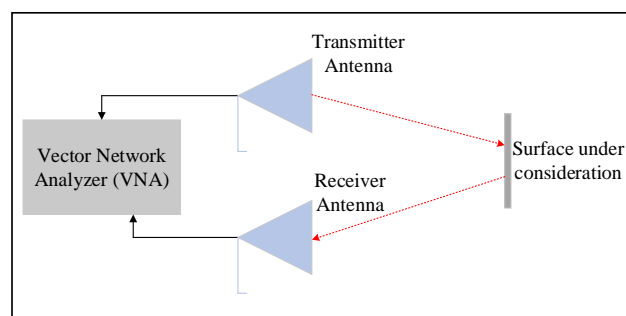 Transmitter
Antenna
Vector Network
Analyzer (VNA)
Surface under
consideration
Receiver
Antenna